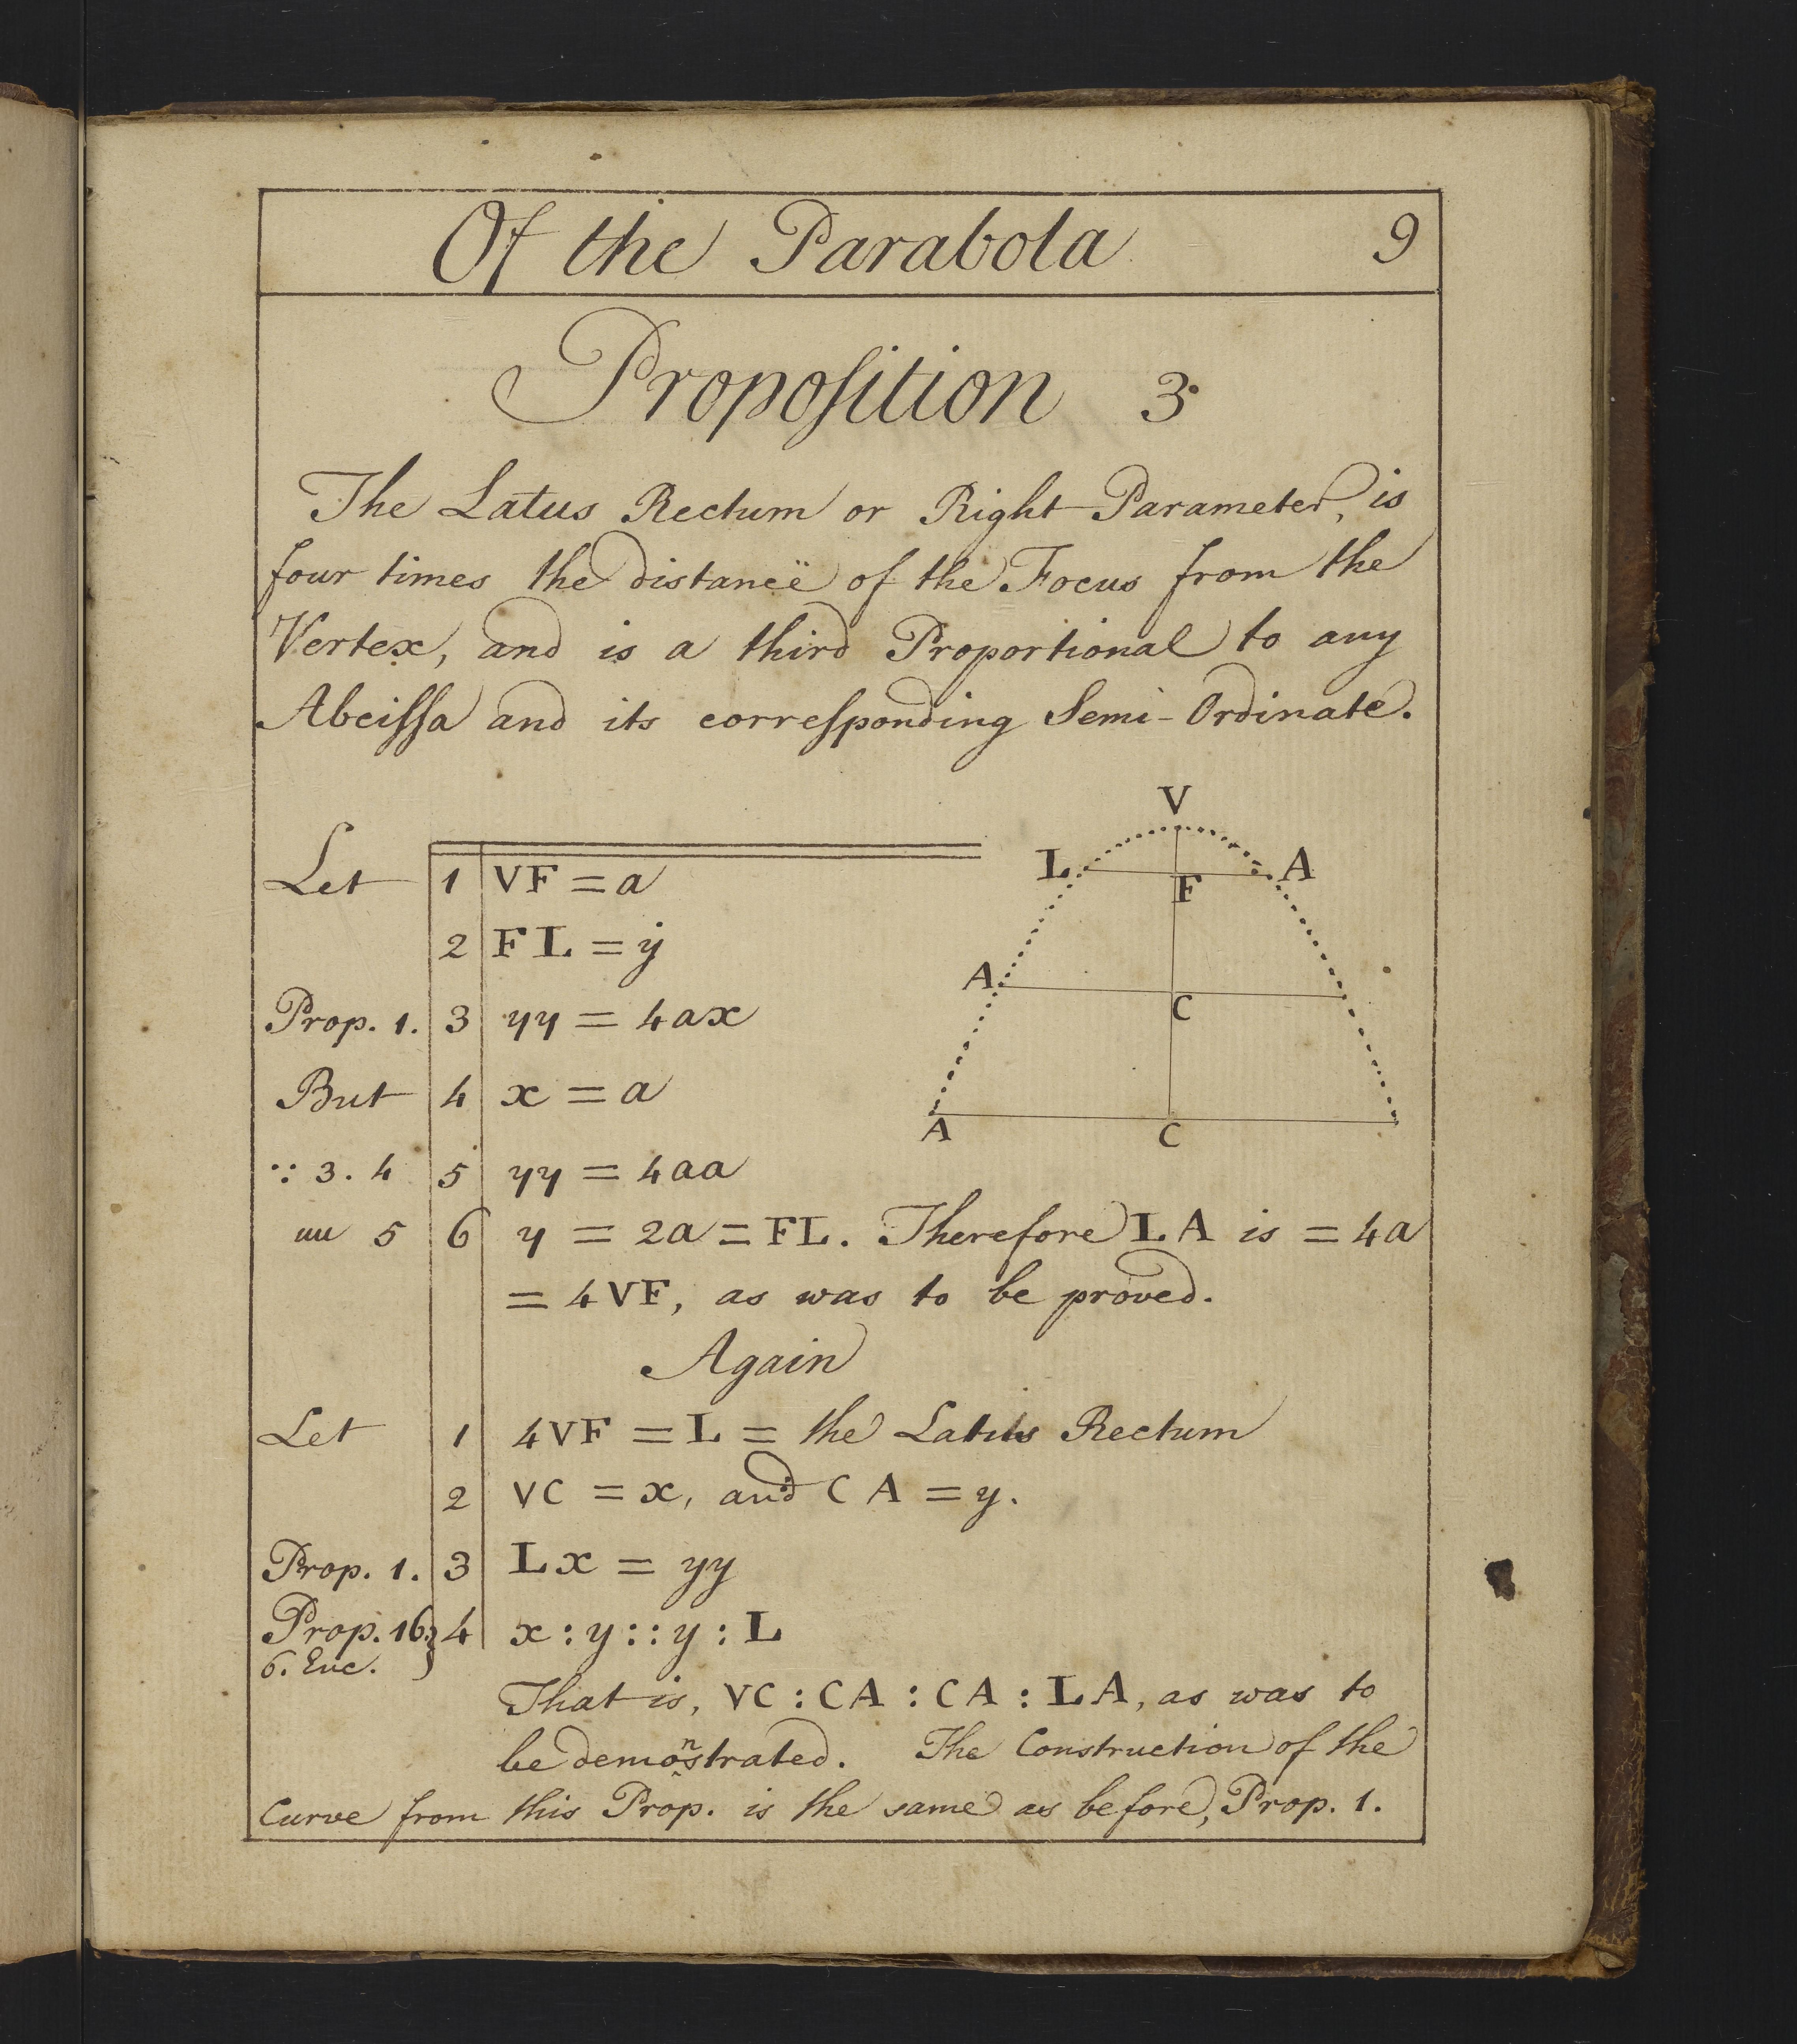 Of the Parabola 9
Propoſition 3.
The Latus Rectum or Right Parameter, is
four times the distance of the Focus from the
Vertex, and is a third Proportional to any
Abciſſa and its correſponding Semi-Ordinate.
V
L A
F
A C
A C
Let 1 VF = a
2 FL = y
Prop. 1. 3 yy = 4ax
But 4 x = a
∵ 3. 4 5 yy = 4aa
5 6 y = 2a = FL. Therefore LA is = 4a
= 4VF, as was to be proved.
Again
Let 1 4VF = L = the Latus Rectum
2 VC = x, and CA = y.
Prop. 1. 3 Lx = yy
Prop. 16. } 4 x : y :: y : L
6. Euc.
That is, VC : CA : CA : LA, as was to
be demonstrated. The Construction of the
Curve from this Prop. is the same as before, Prop. 1.